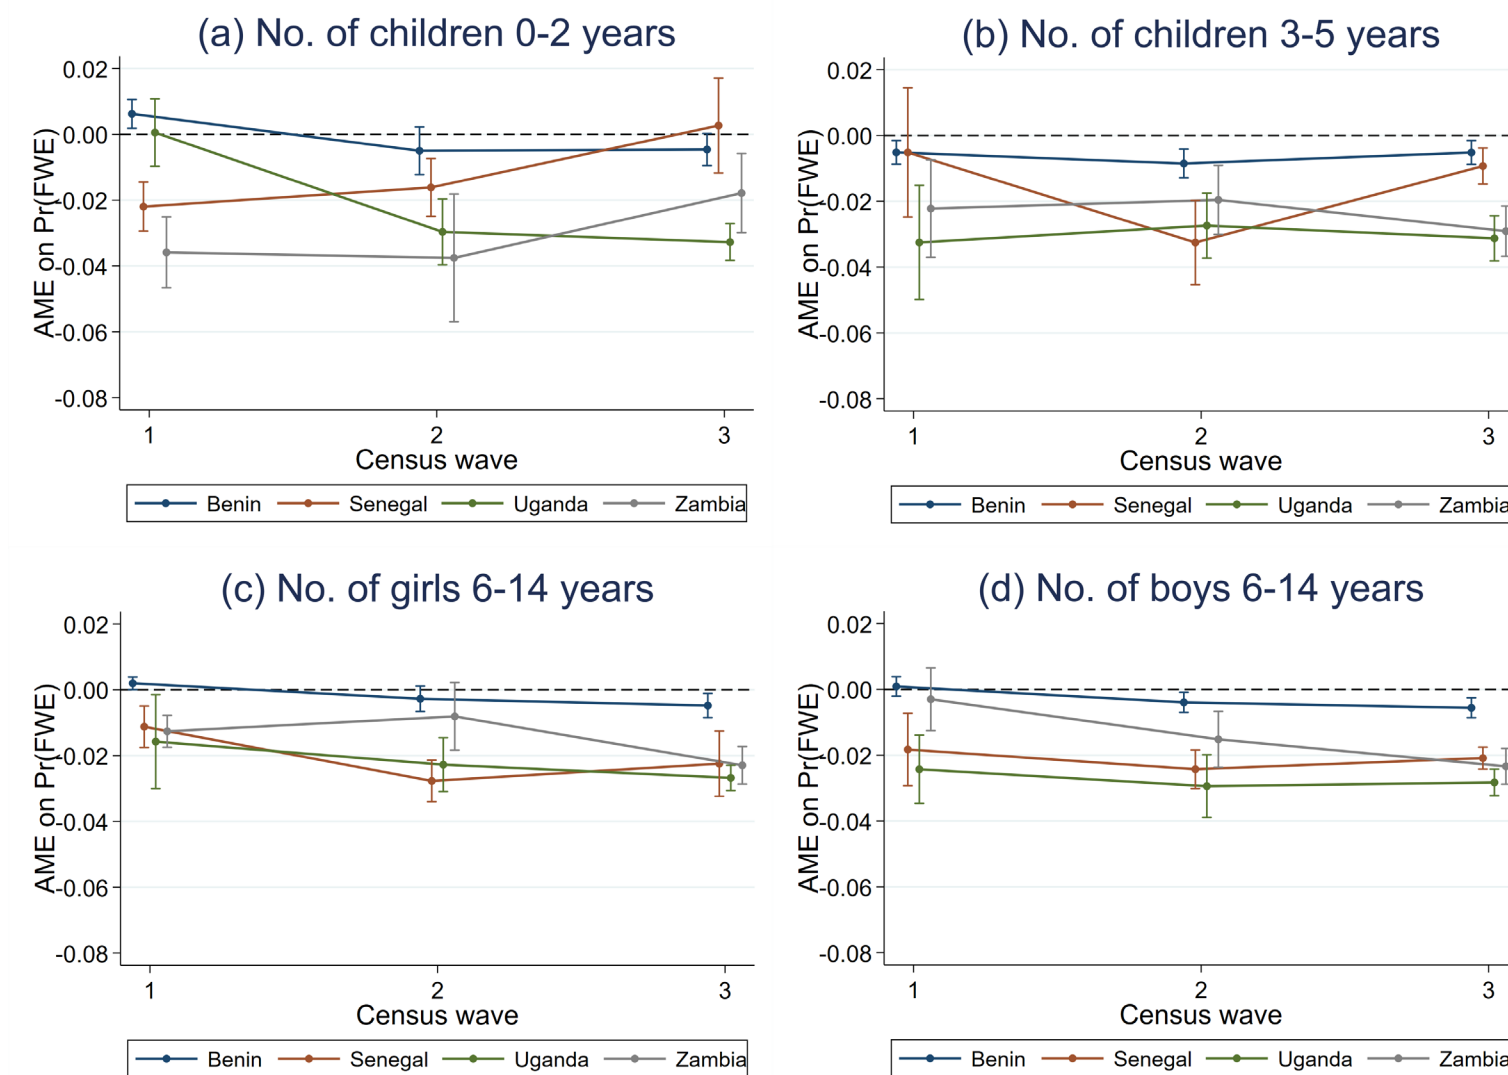 (a) No. of children 0-2 years
AME on Pr(FWE)
0.02
0.00
-0.02
-0.04
-0.06
-0.08
1 2 3
Census wave
Benin Senegal Uganda Zambia
(b) No. of children 3-5 years
AME on Pr(FWE)
0.02
0.00
-0.02
-0.04
-0.06
-0.08
1 2 3
Census wave
Benin Senegal Uganda Zambia
(c) No. of girls 6-14 years
AME on Pr(FWE)
0.02
0.00
-0.02
-0.04
-0.06
-0.08
1 2 3
Census wave
Benin Senegal Uganda Zambia
(d) No. of boys 6-14 years
AME on Pr(FWE)
0.02
0.00
-0.02
-0.04
-0.06
-0.08
1 2 3
Census wave
Benin Senegal Uganda Zambia